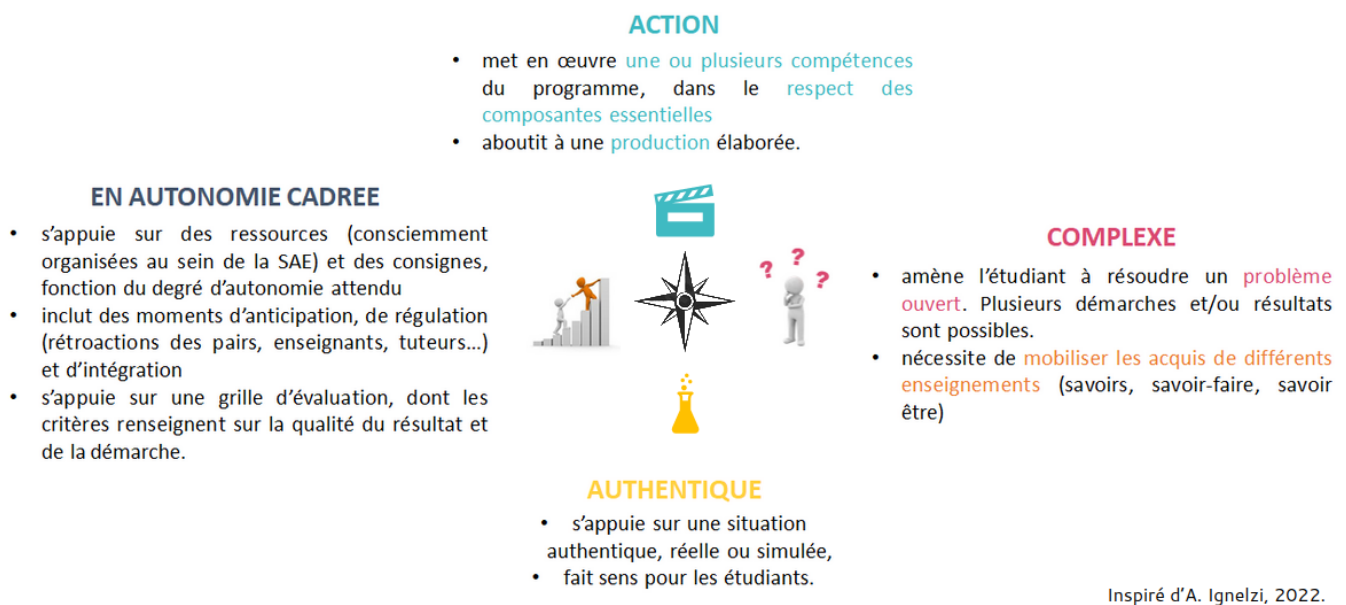 ACTION
• met en œuvre une ou plusieurs compétences
du programme, dans le respect des
composantes essentielles
• aboutit à une production élaborée.
EN AUTONOMIE CADREE
• s’appuie sur des ressources (consciemment
organisées au sein de la SAE) et des consignes,
fonction du degré d’autonomie attendu
• inclut des moments d’anticipation, de régulation
(rétroactions des pairs, enseignants, tuteurs…)
et d’intégration
• s’appuie sur une grille d’évaluation, dont les
critères renseignent sur la qualité du résultat et
de la démarche.
? ? ?
COMPLEXE
• amène l’étudiant à résoudre un problème
ouvert. Plusieurs démarches et/ou résultats
sont possibles.
• nécessite de mobiliser les acquis de différents
enseignements (savoirs, savoir-faire, savoir
être)
AUTHENTIQUE
• s’appuie sur une situation
authentique, réelle ou simulée,
• fait sens pour les étudiants.
Inspiré d’A. Ignelzi, 2022.